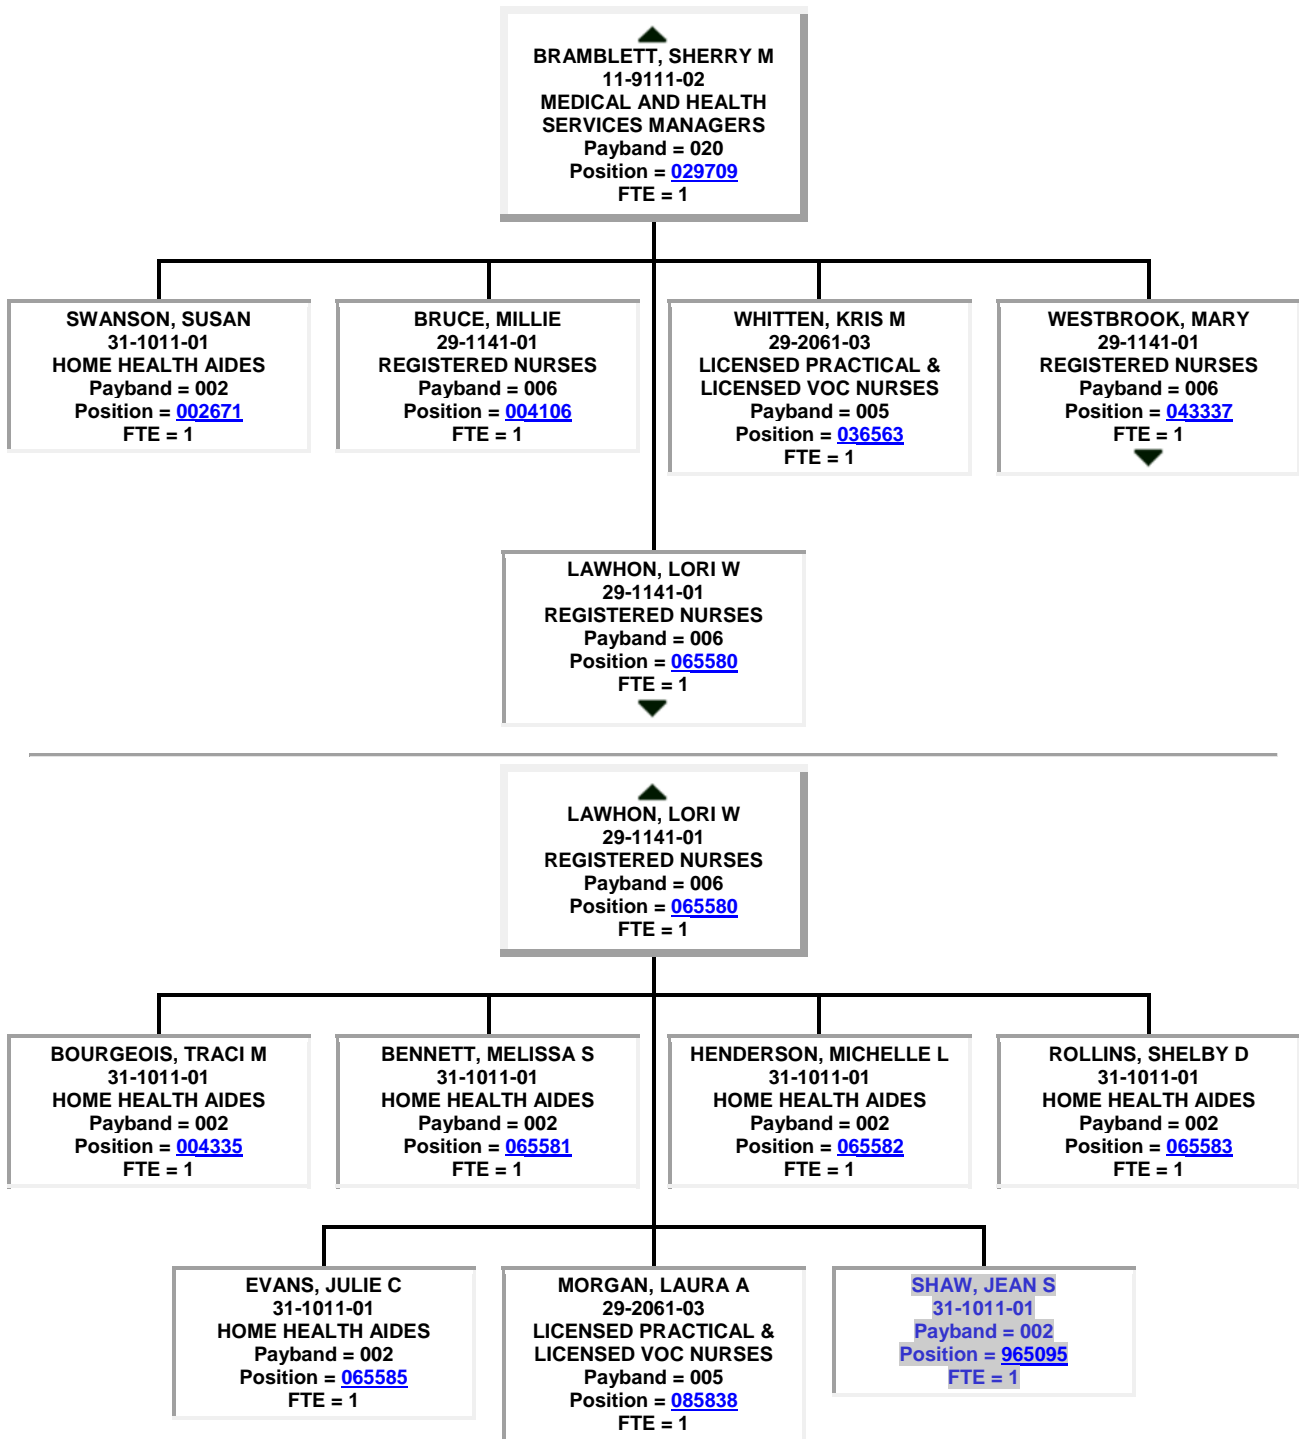 BRAMBLETT, SHERRY M
11-9111-02
MEDICAL AND HEALTH
SERVICES MANAGERS
Payband = 020
Position = 029709
FTE = 1
SWANSON, SUSAN
31-1011-01
HOME HEALTH AIDES
Payband = 002
Position = 002671
FTE = 1
BRUCE, MILLIE
29-1141-01
REGISTERED NURSES
Payband = 006
Position = 004106
FTE = 1
WHITTEN, KRIS M
29-2061-03
LICENSED PRACTICAL &
LICENSED VOC NURSES
Payband = 005
Position = 036563
FTE = 1
WESTBROOK, MARY
29-1141-01
REGISTERED NURSES
Payband = 006
Position = 043337
FTE = 1
LAWHON, LORI W
29-1141-01
REGISTERED NURSES
Payband = 006
Position = 065580
FTE = 1
LAWHON, LORI W
29-1141-01
REGISTERED NURSES
Payband = 006
Position = 065580
FTE = 1
BOURGEOIS, TRACI M
31-1011-01
HOME HEALTH AIDES
Payband = 002
Position = 004335
FTE = 1
BENNETT, MELISSA S
31-1011-01
HOME HEALTH AIDES
Payband = 002
Position = 065581
FTE = 1
HENDERSON, MICHELLE L
31-1011-01
HOME HEALTH AIDES
Payband = 002
Position = 065582
FTE = 1
ROLLINS, SHELBY D
31-1011-01
HOME HEALTH AIDES
Payband = 002
Position = 065583
FTE = 1
EVANS, JULIE C
31-1011-01
HOME HEALTH AIDES
Payband = 002
Position = 065585
FTE = 1
MORGAN, LAURA A
29-2061-03
LICENSED PRACTICAL &
LICENSED VOC NURSES
Payband = 005
Position = 085838
FTE = 1
SHAW, JEAN S
31-1011-01
Payband = 002
Position = 965095
FTE = 1